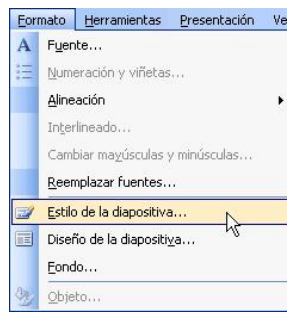 Formato Herramientas Presentación Ve
Fuente...
Numeración y viñetas...
Alineación
Interlineado...
Cambiar mayúsculas y minúsculas...
Reemplazar fuentes...
Estilo de la diapositiva...
Diseño de la diapositiva...
Fondo...
Objeto...